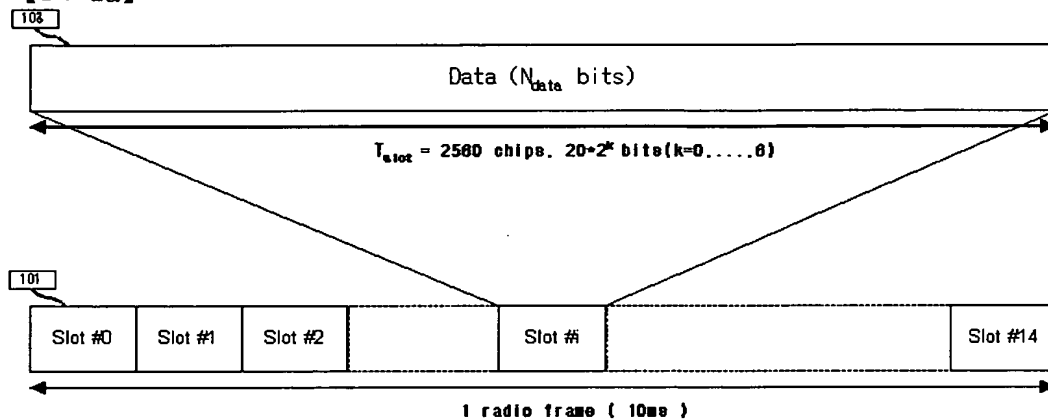 103
Data (N_data bits)
T_slot = 2560 chips, 20*2^k bits(k=0.....6)
101
Slot #0 Slot #1 Slot #2 Slot #i Slot #14
1 radio frame ( 10ms )